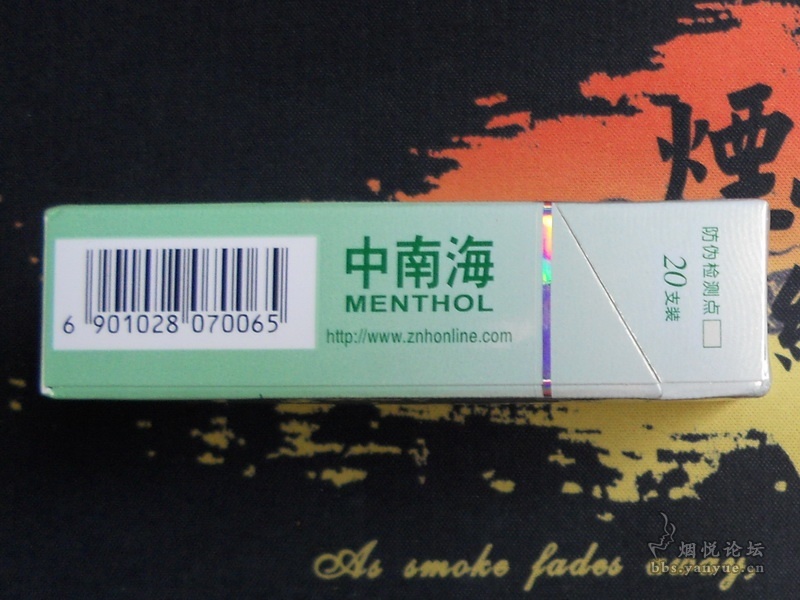 煙
防伪检测点
20支装
中南海
MENTHOL
http://www.znhonline.com
6 901028 070065
As smoke fades away,
烟悦论坛
bbs.yanyue.cn